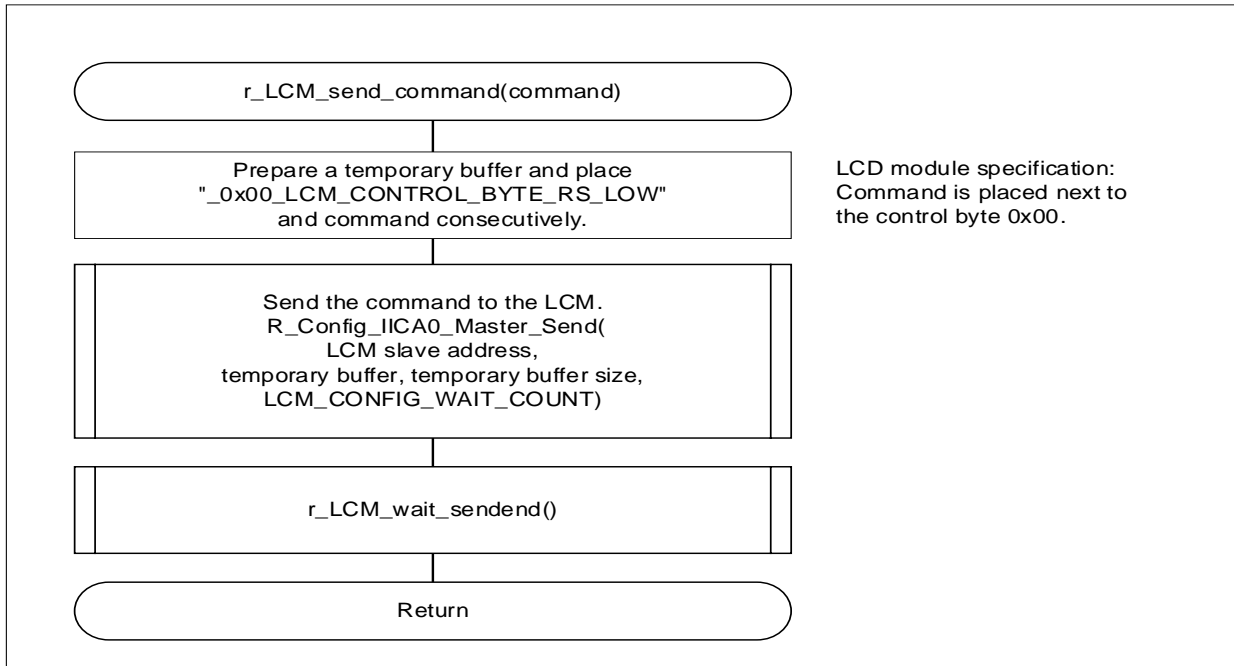 r_LCM_send_command(command)
Prepare a temporary buffer and place
"_0x00_LCM_CONTROL_BYTE_RS_LOW"
and command consecutively.
LCD module specification:
Command is placed next to
the control byte 0x00.
Send the command to the LCM.
R_Config_IICA0_Master_Send(
LCM slave address,
temporary buffer, temporary buffer size,
LCM_CONFIG_WAIT_COUNT)
r_LCM_wait_sendend()
Return